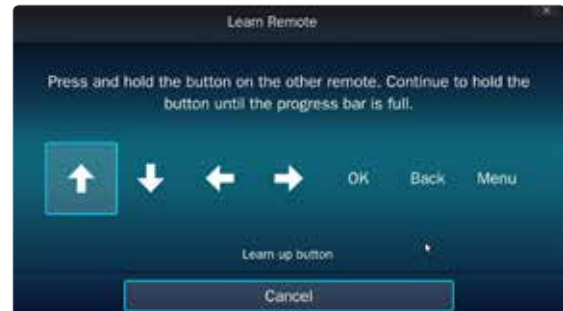 Learn Remote
Press and hold the button on the other remote. Continue to hold the
button until the progress bar is full.
OK Back Menu
Learn up button
Cancel